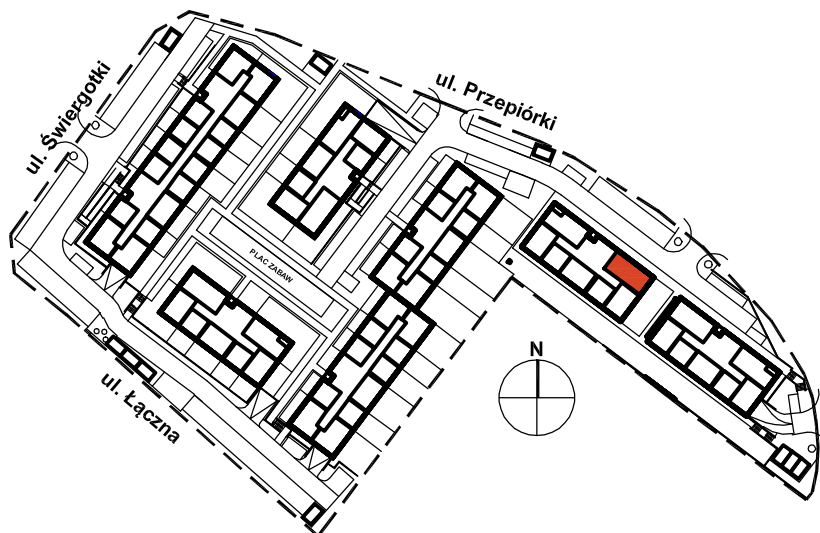 ul. Świergotki
ul. Przepiórki
PLAC ZABAW
N
ul. Łączna